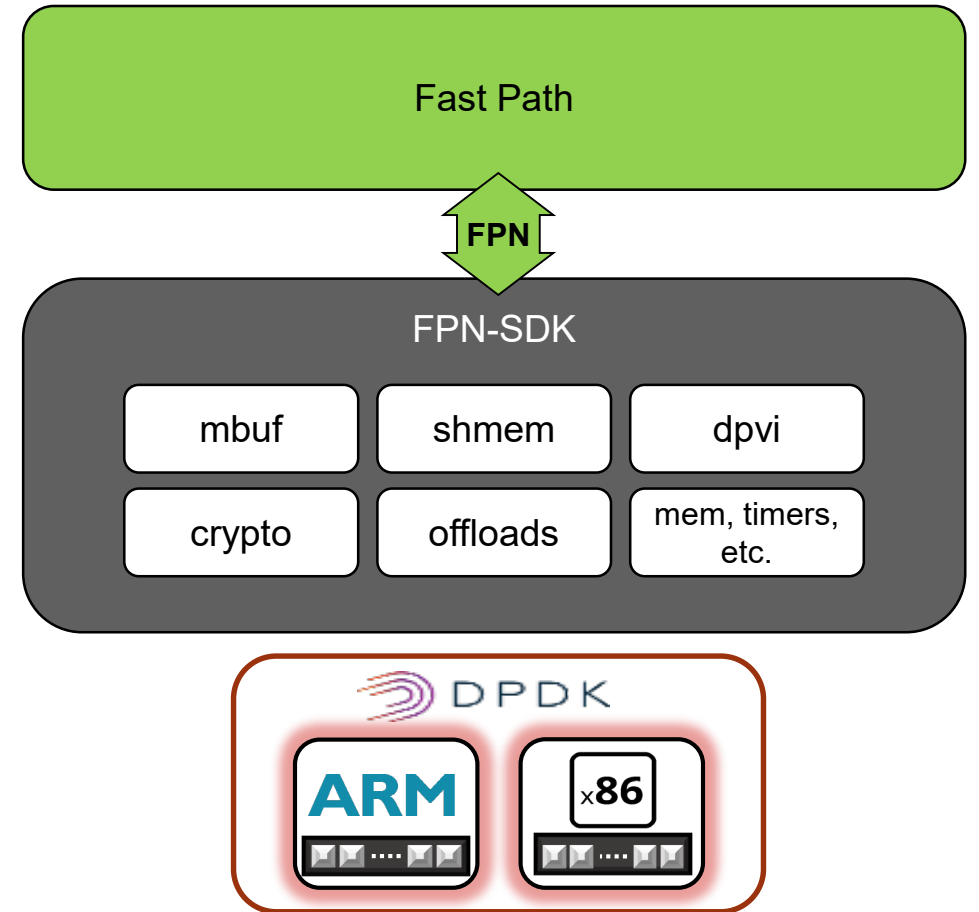 Fast Path
FPN
FPN-SDK
mbuf
shmem
dpvi
crypto
offloads
mem, timers,
etc.
DPDK
ARM
x86